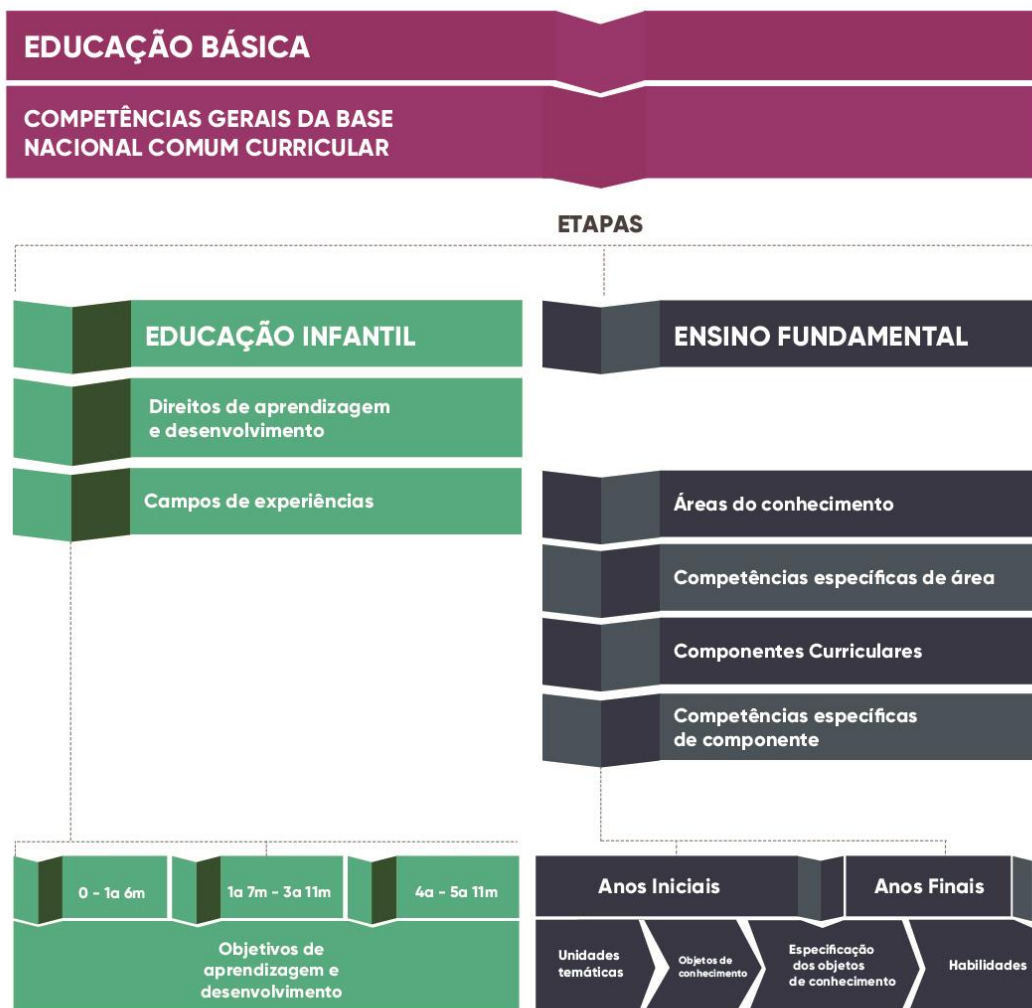 EDUCAÇÃO BÁSICA
COMPETÊNCIAS GERAIS DA BASE
NACIONAL COMUM CURRICULAR
ETAPAS
EDUCAÇÃO INFANTIL
Direitos de aprendizagem
e desenvolvimento
Campos de experiências
ENSINO FUNDAMENTAL
Áreas do conhecimento
Competências específicas de área
Componentes Curriculares
Competências específicas
de componente
0 - 1a 6m
1a 7m - 3a 11m
4a - 5a 11m
Objetivos de
aprendizagem e
desenvolvimento
Anos Iniciais
Anos Finais
Unidades
temáticas
Objetos de
conhecimento
Especificação
dos objetos
de conhecimento
Habilidades